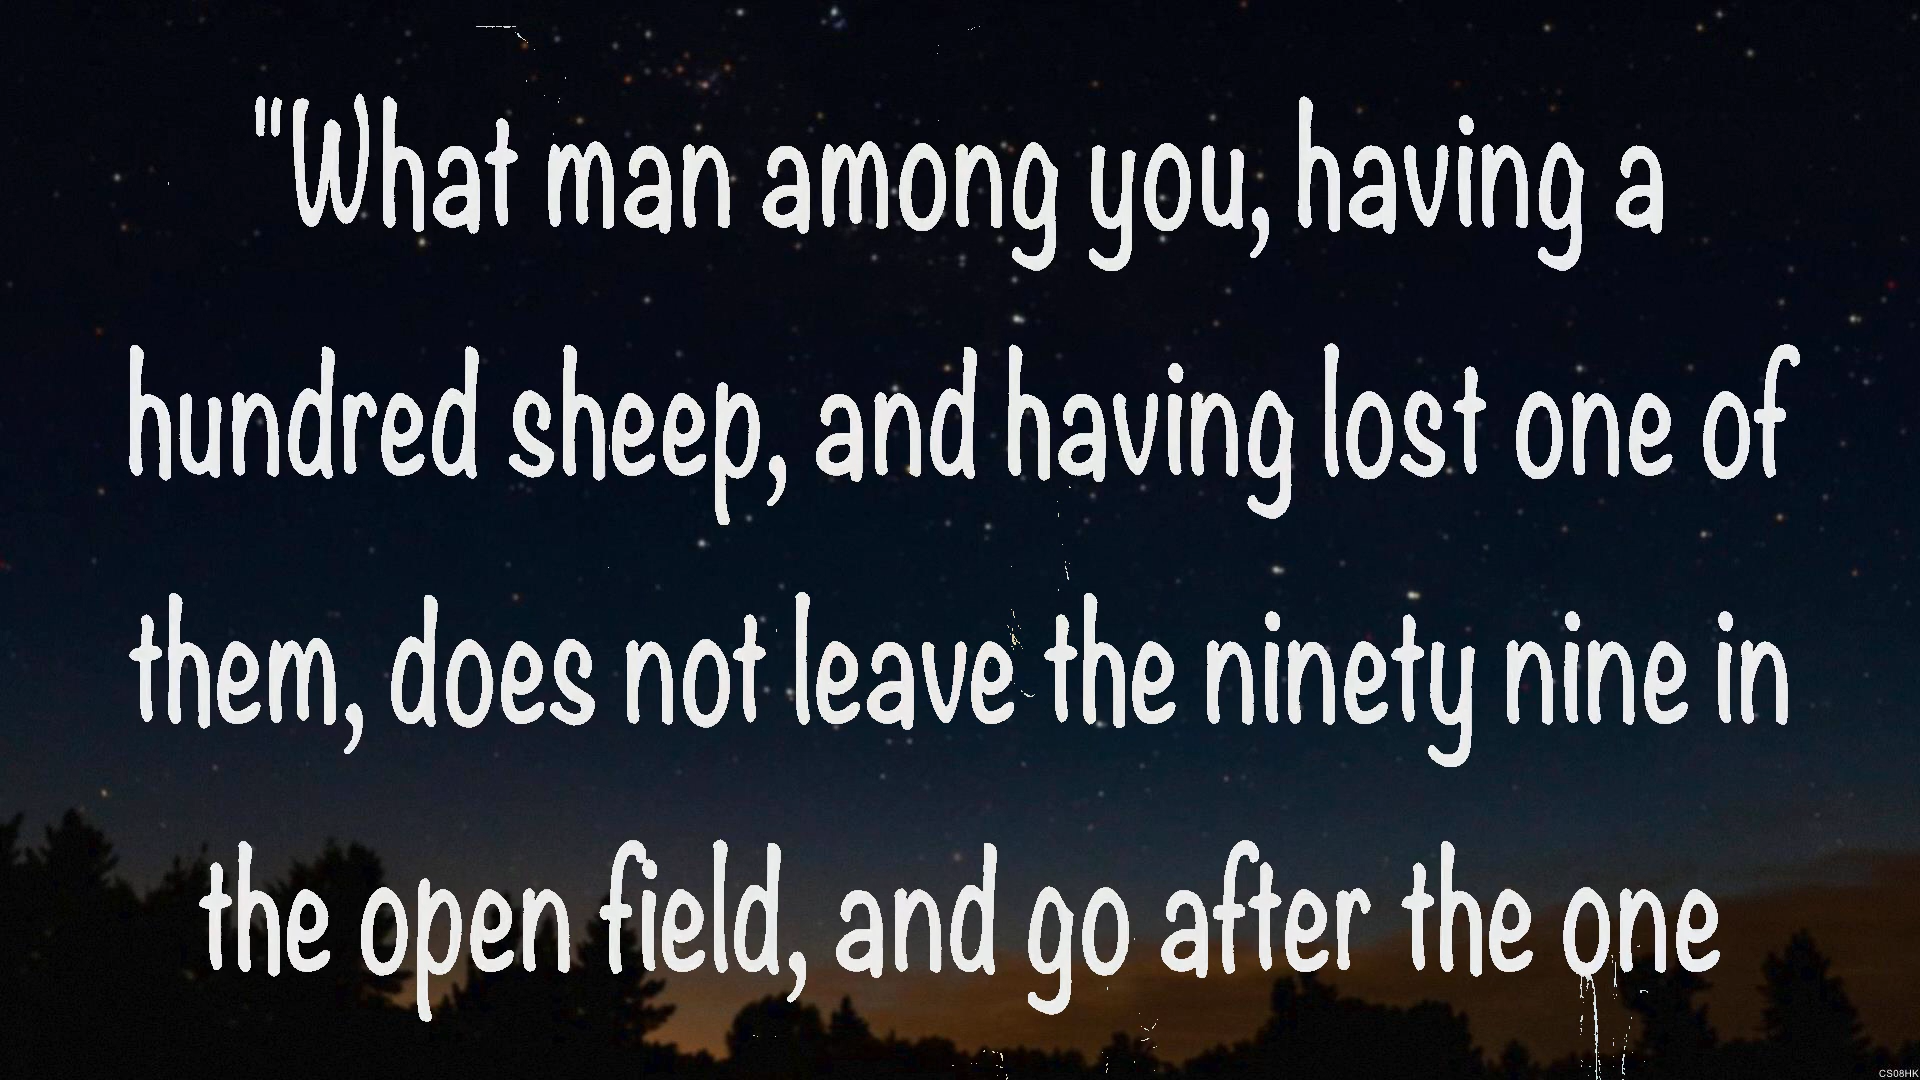 "What man among you, having a
hundred sheep, and having lost one of
them, does not leave the ninety nine in
the open field, and go after the one
CS08HK